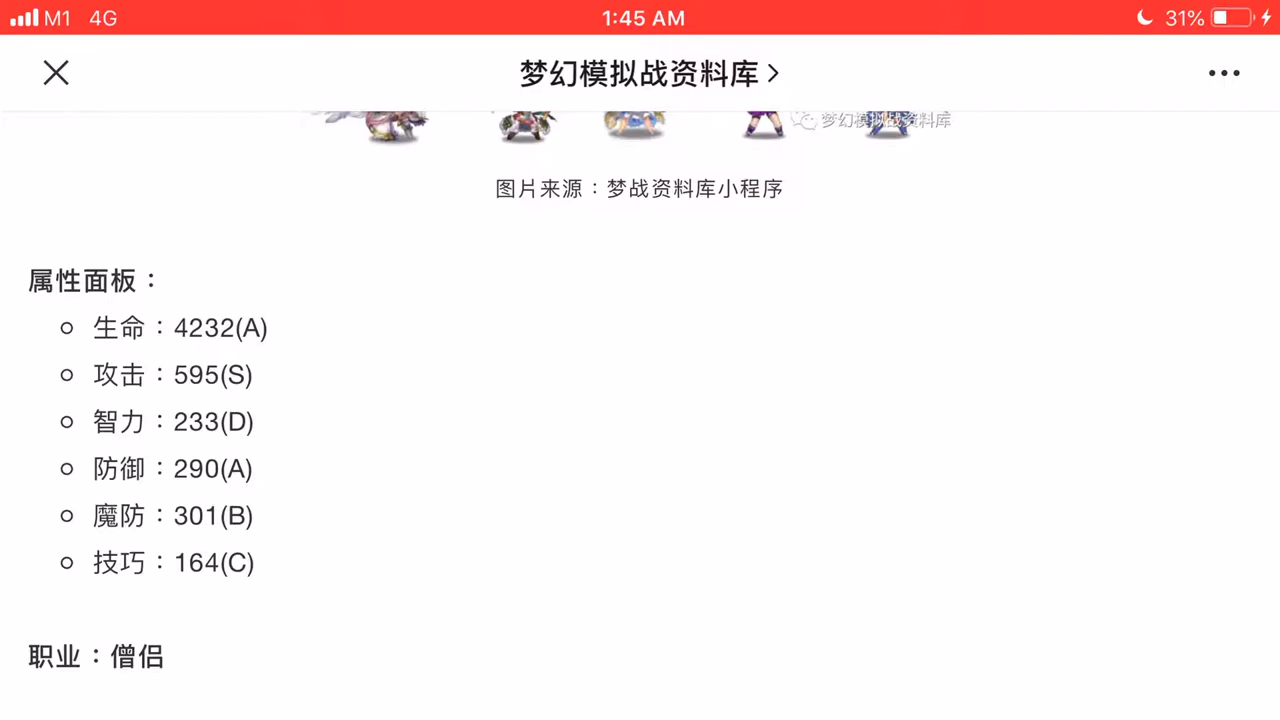 M1 4G 1:45 AM 31%
梦幻模拟战资料库
梦幻模拟战资料库
图片来源：梦战资料库小程序
属性面板：
生命：4232(A)
攻击：595(S)
智力：233(D)
防御：290(A)
魔防：301(B)
技巧：164(C)
职业：僧侣